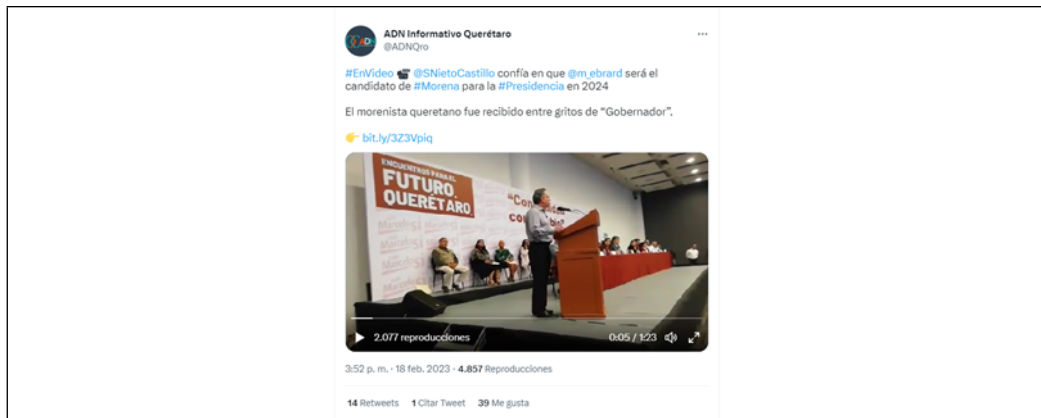 ADN Informativo Querétaro
@ADNQro
#EnVideo @SNietoCastillo confía en que @m_ebrard será el
candidato de #Morena para la #Presidencia en 2024
El morenista queretano fue recibido entre gritos de “Gobernador”.
bit.ly/3Z3Vpiq
ENCUENTROS PARA EL
FUTURO.
QUERÉTARO
2.077 reproducciones
0:05 / 1:23
3:52 p. m. · 18 feb. 2023 · 4.857 Reproducciones
14 Retweets 1 Citar Tweet 39 Me gusta